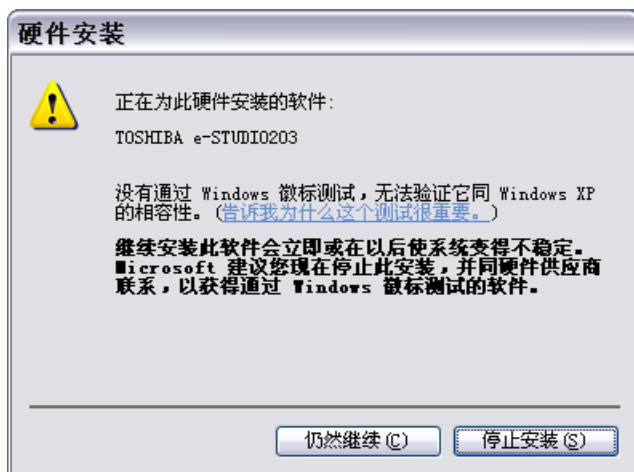 硬件安装
正在为此硬件安装的软件:
TOSHIBA e-STUDIO203
没有通过 Windows 徽标测试，无法验证它同 Windows XP
的相容性。(告诉我为什么这个测试很重要。)
继续安装此软件会立即或在以后使系统变得不稳定。
Microsoft 建议您现在停止此安装，并同硬件供应商
联系，以获得通过 Windows 徽标测试的软件。
仍然继续(C) 停止安装(S)